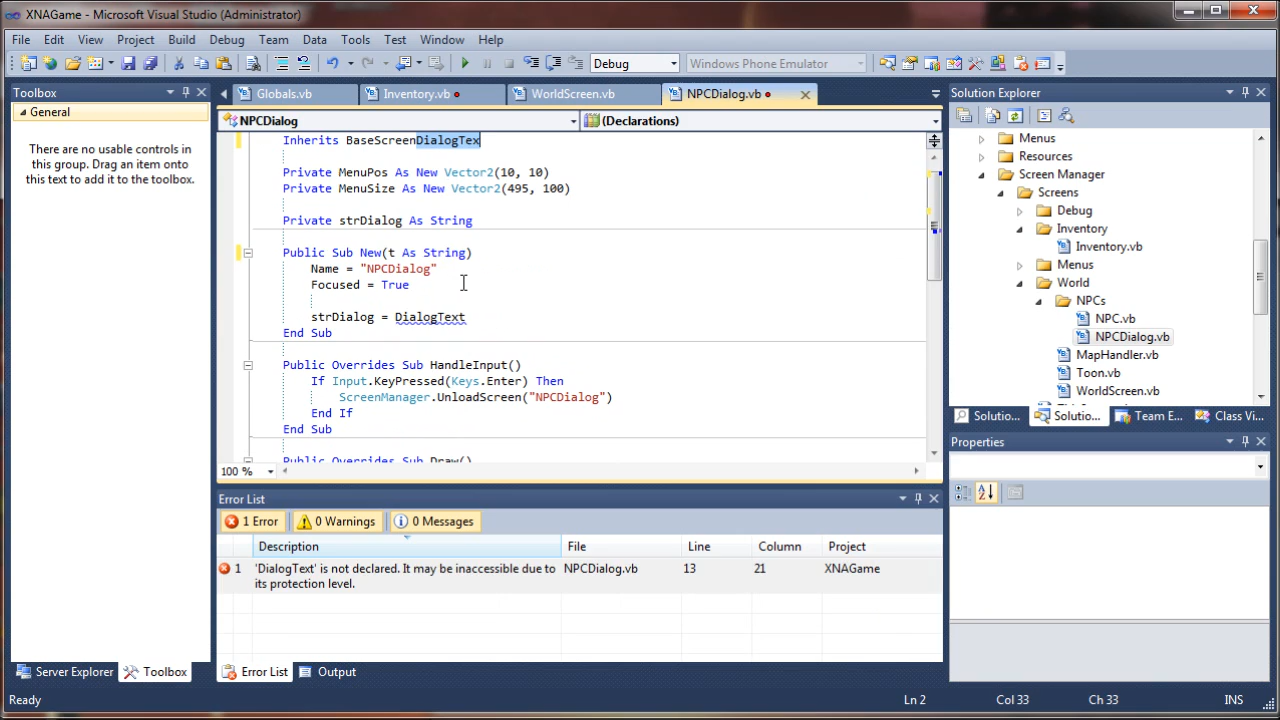 XNAGame - Microsoft Visual Studio (Administrator)
File Edit View Project Build Debug Team Data Tools Test Window Help
Debug Windows Phone Emulator
Toolbox
General
There are no usable controls in
this group. Drag an item onto
this text to add it to the toolbox.
Globals.vb Inventory.vb WorldScreen.vb NPCDialog.vb
NPCDialog (Declarations)
Inherits BaseScreenDialogTex
Private MenuPos As New Vector2(10, 10)
Private MenuSize As New Vector2(495, 100)
Private strDialog As String
Public Sub New(t As String)
Name = "NPCDialog"
Focused = True
strDialog = DialogText
End Sub
Public Overrides Sub HandleInput()
If Input.KeyPressed(Keys.Enter) Then
ScreenManager.UnloadScreen("NPCDialog")
End If
End Sub
Public Overrides Sub Draw()
100 %
Solution Explorer
Menus
Resources
Screen Manager
Screens
Debug
Inventory
Inventory.vb
Menus
World
NPCs
NPC.vb
NPCDialog.vb
MapHandler.vb
Toon.vb
WorldScreen.vb
Solutio... Solutio... Team E... Class Vi...
Properties
Error List
1 Error 0 Warnings 0 Messages
Description File Line Column Project
1 'DialogText' is not declared. It may be inaccessible due to
its protection level. NPCDialog.vb 13 21 XNAGame
Server Explorer Toolbox Error List Output
Ready Ln 2 Col 33 Ch 33 INS